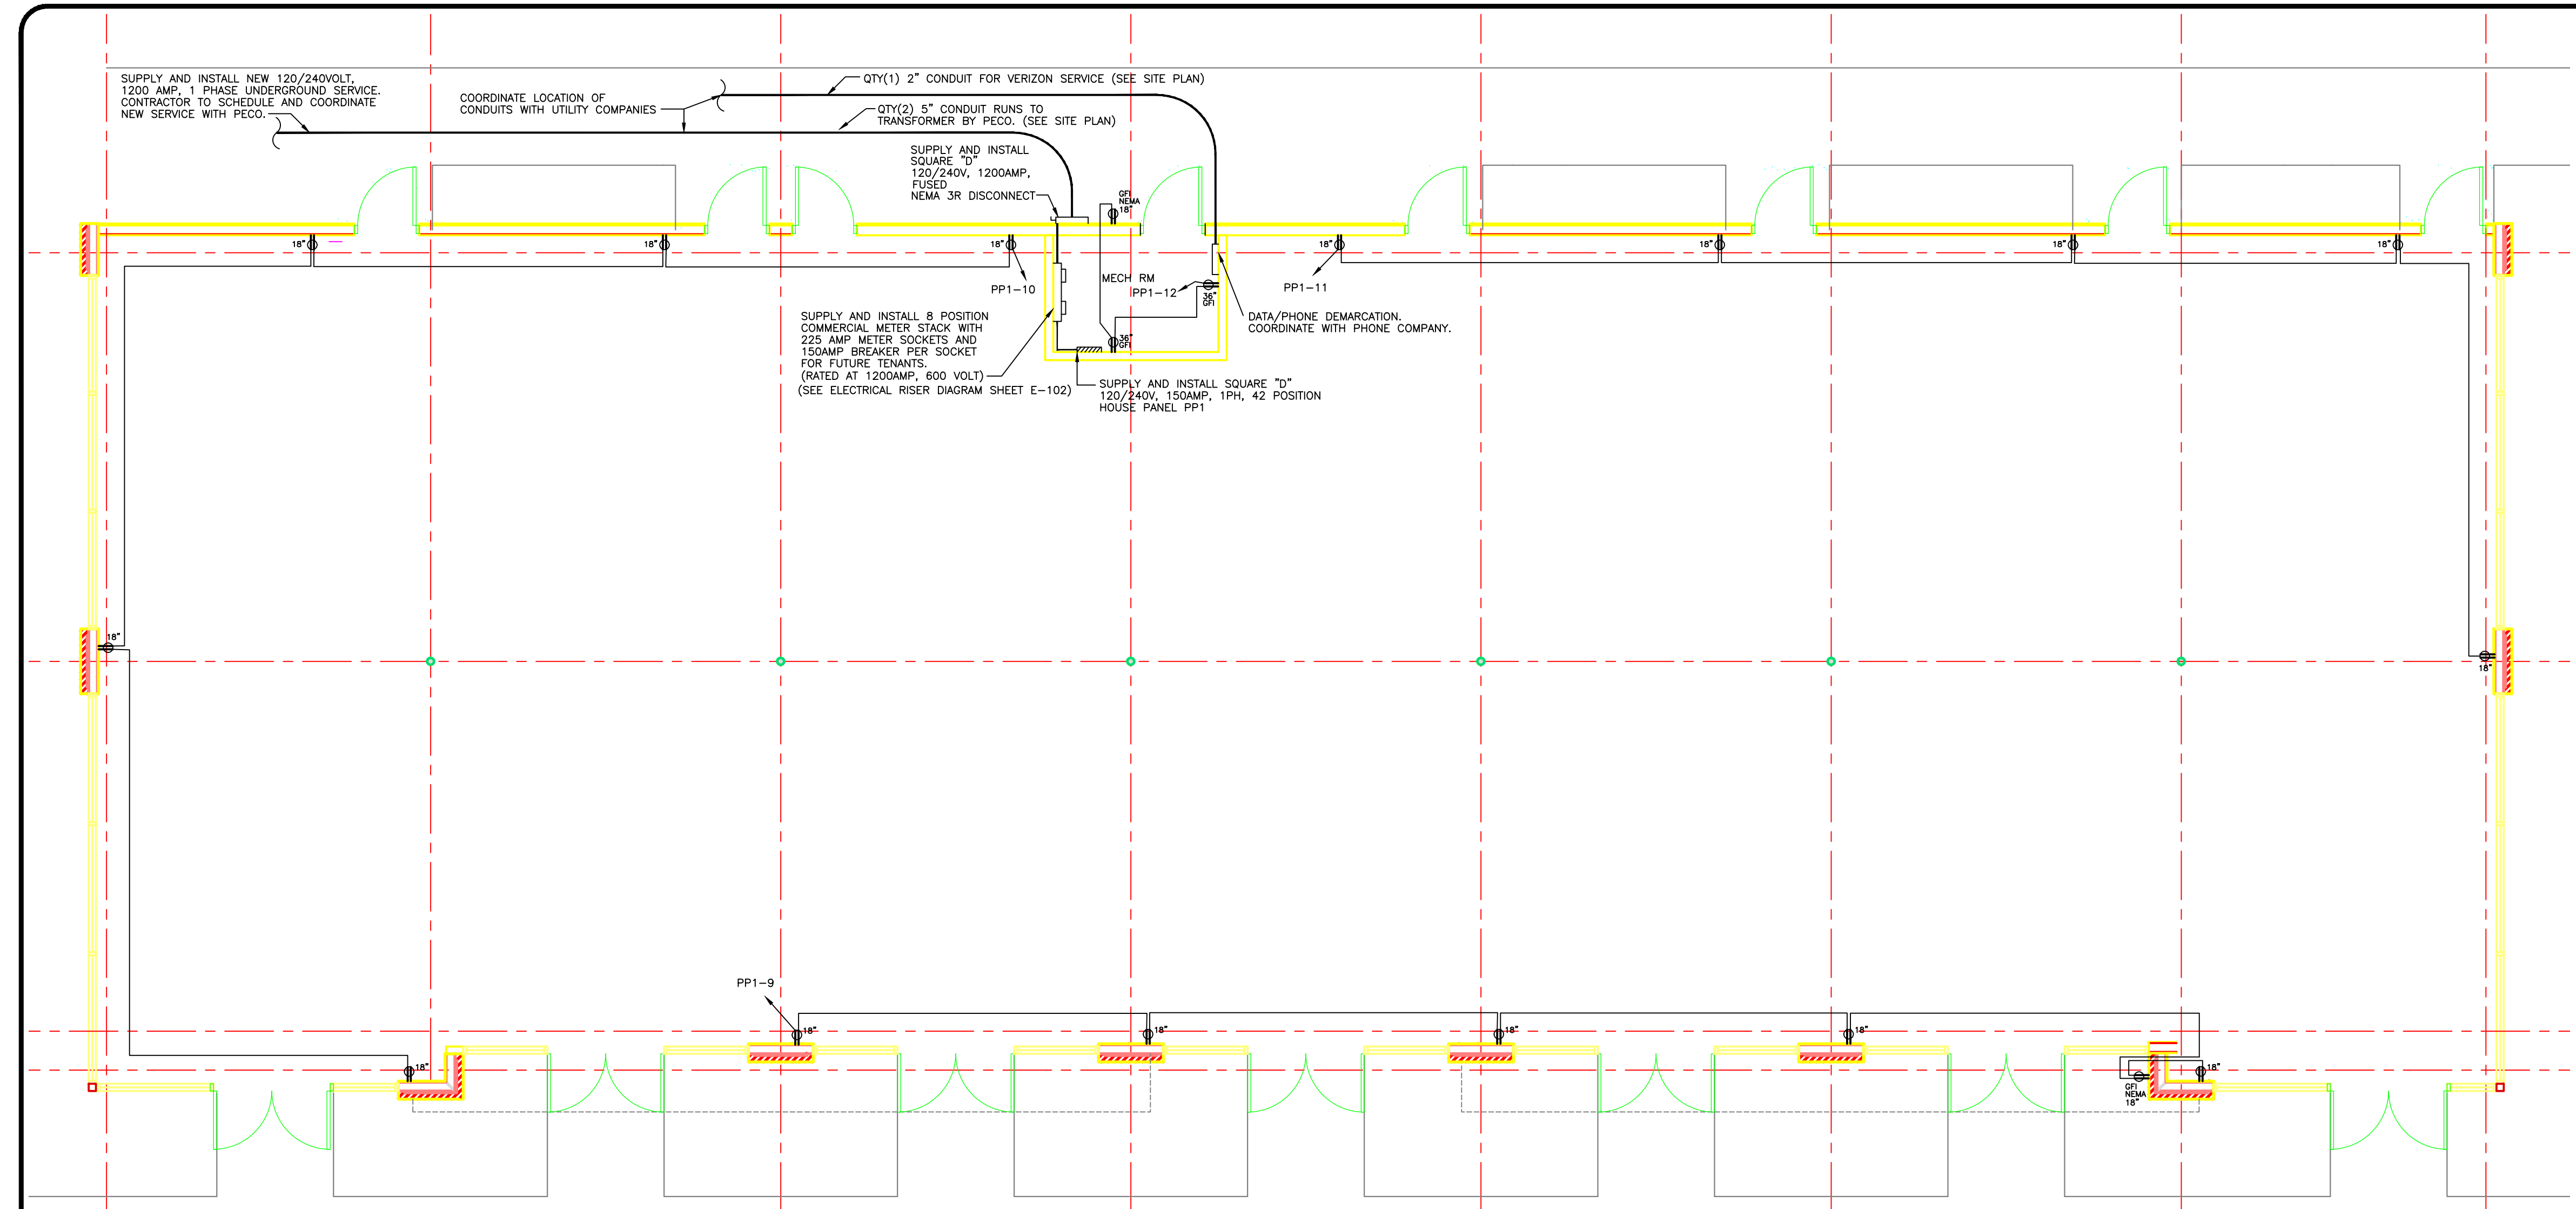 SUPPLY AND INSTALL NEW 120/240VOLT,
1200 AMP, 1 PHASE UNDERGROUND SERVICE.
CONTRACTOR TO SCHEDULE AND COORDINATE
NEW SERVICE WITH PECO.
COORDINATE LOCATION OF
CONDUITS WITH UTILITY COMPANIES
QTY(1) 2" CONDUIT FOR VERIZON SERVICE (SEE SITE PLAN)
QTY(2) 5" CONDUIT RUNS TO
TRANSFORMER BY PECO. (SEE SITE PLAN)
SUPPLY AND INSTALL
SQUARE "D"
120/240V, 1200AMP,
FUSED
NEMA 3R DISCONNECT
GFI
NEMA
18"
18"
18"
18"
18"
18"
18"
18"
PP1-10
MECH RM
PP1-12
36"
GFI
PP1-11
SUPPLY AND INSTALL 8 POSITION
COMMERCIAL METER STACK WITH
225 AMP METER SOCKETS AND
150AMP BREAKER PER SOCKET
FOR FUTURE TENANTS.
(RATED AT 1200AMP, 600 VOLT)
(SEE ELECTRICAL RISER DIAGRAM SHEET E-102)
36"
GFI
DATA/PHONE DEMARCATION.
COORDINATE WITH PHONE COMPANY.
SUPPLY AND INSTALL SQUARE "D"
120/240V, 150AMP, 1PH, 42 POSITION
HOUSE PANEL PP1
18"
18"
PP1-9
18"
18"
18"
18"
18"
18"
GFI
NEMA
18"